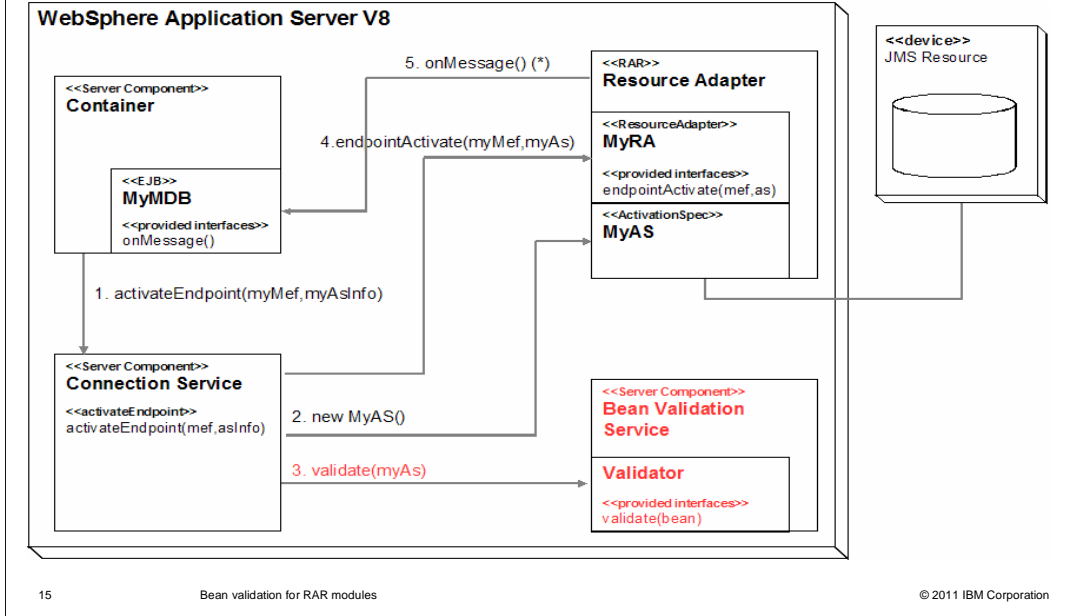 WebSphere Application Server V8
<<Server Component>>
Container
<<EJB>>
MyMDB
<<provided interfaces>>
onMessage()
5. onMessage() (*)
4.endpointActivate(myMef,myAs)
<<RAR>>
Resource Adapter
<<ResourceAdapter>>
MyRA
<<provided interfaces>>
endpointActivate(mef,as)
<<ActivationSpec>>
MyAS
<<device>>
JMS Resource
1. activateEndpoint(myMef,myAsInfo)
<<Server Component>>
Connection Service
<<activateEndpoint>>
activateEndpoint(mef,asInfo)
2. new MyAS()
3. validate(myAs)
<<Server Component>>
Bean Validation
Service
Validator
<<provided interfaces>>
validate(bean)
15
Bean validation for RAR modules
© 2011 IBM Corporation